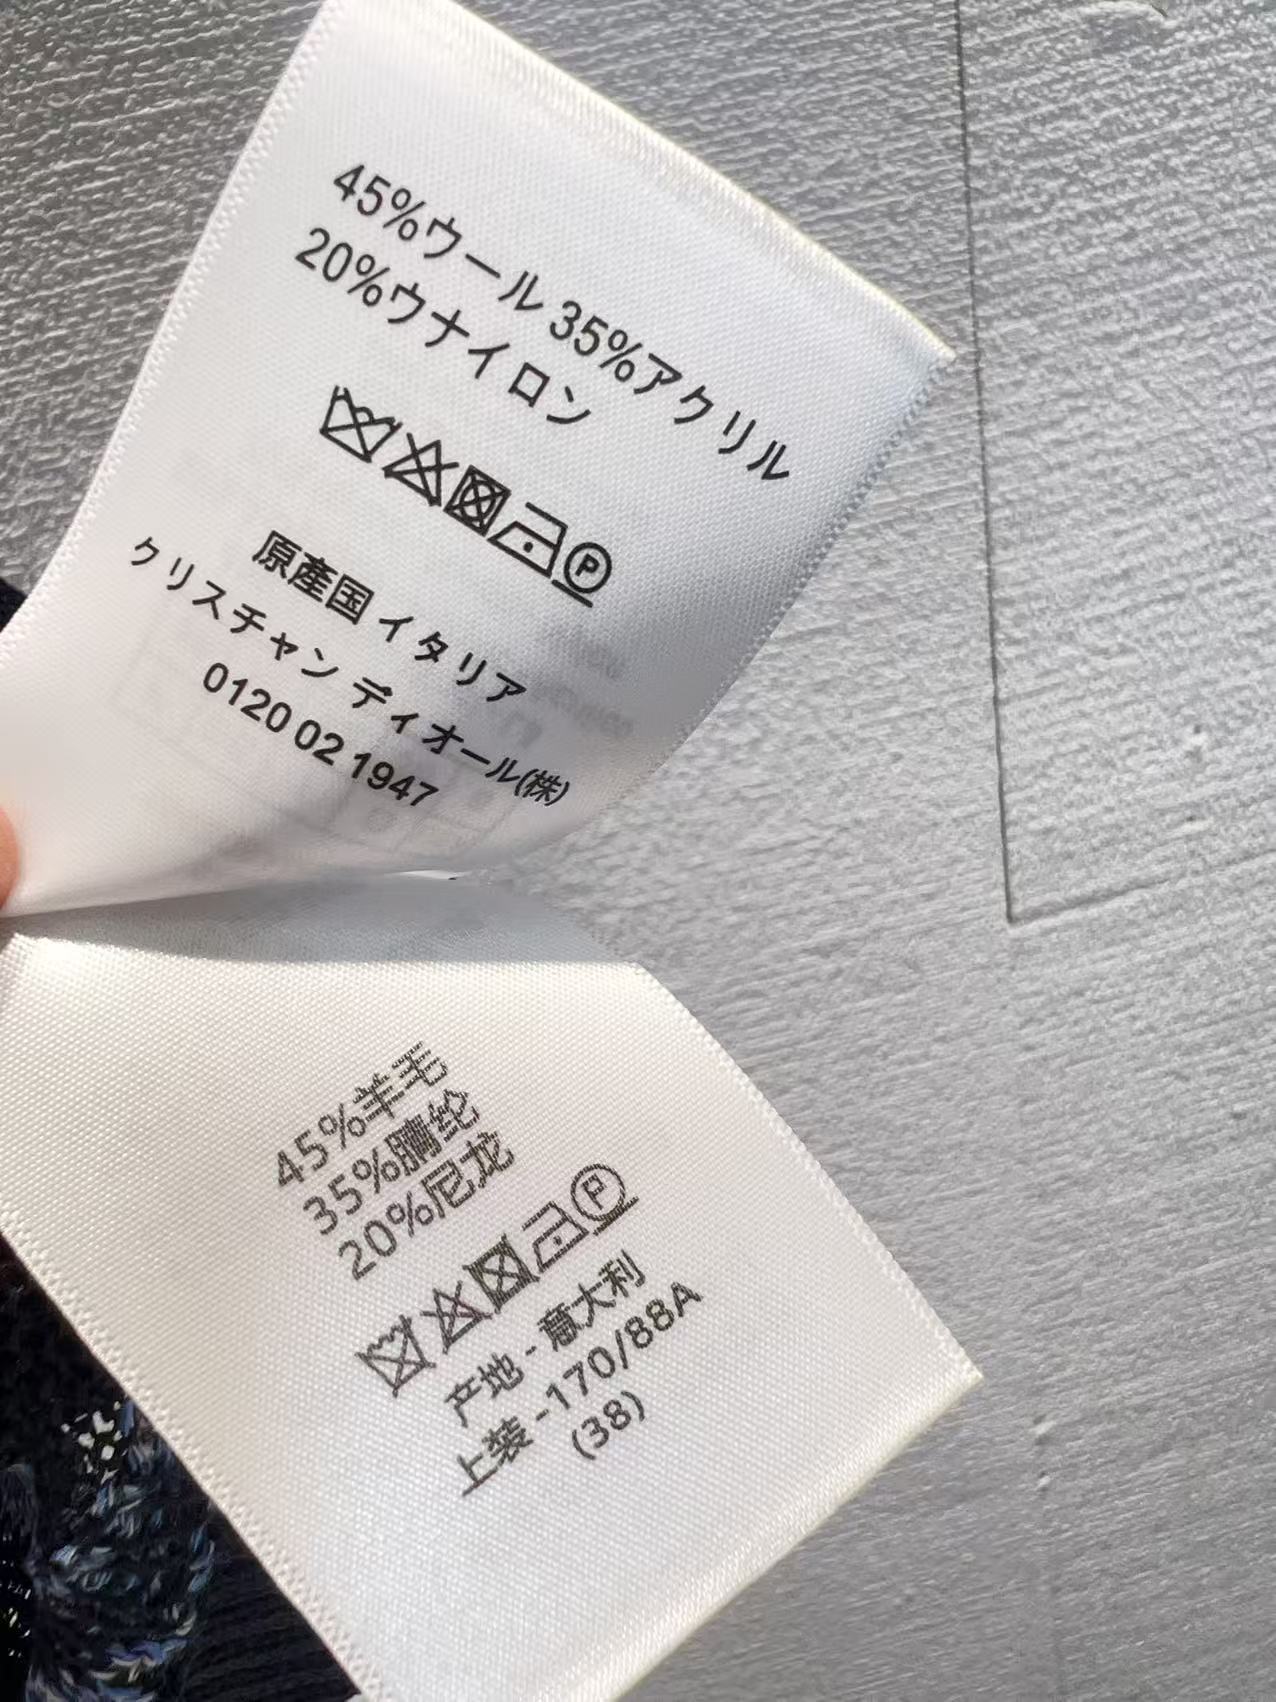 45%ウール 35%アクリル
20%ウナイロン
P
原產国 イタリア
クリスチャン ディオール(株)
0120 02 1947
45%羊毛
35%腈纶
20%尼龙
P
产地 - 意大利
上装 -170/88A
(38)